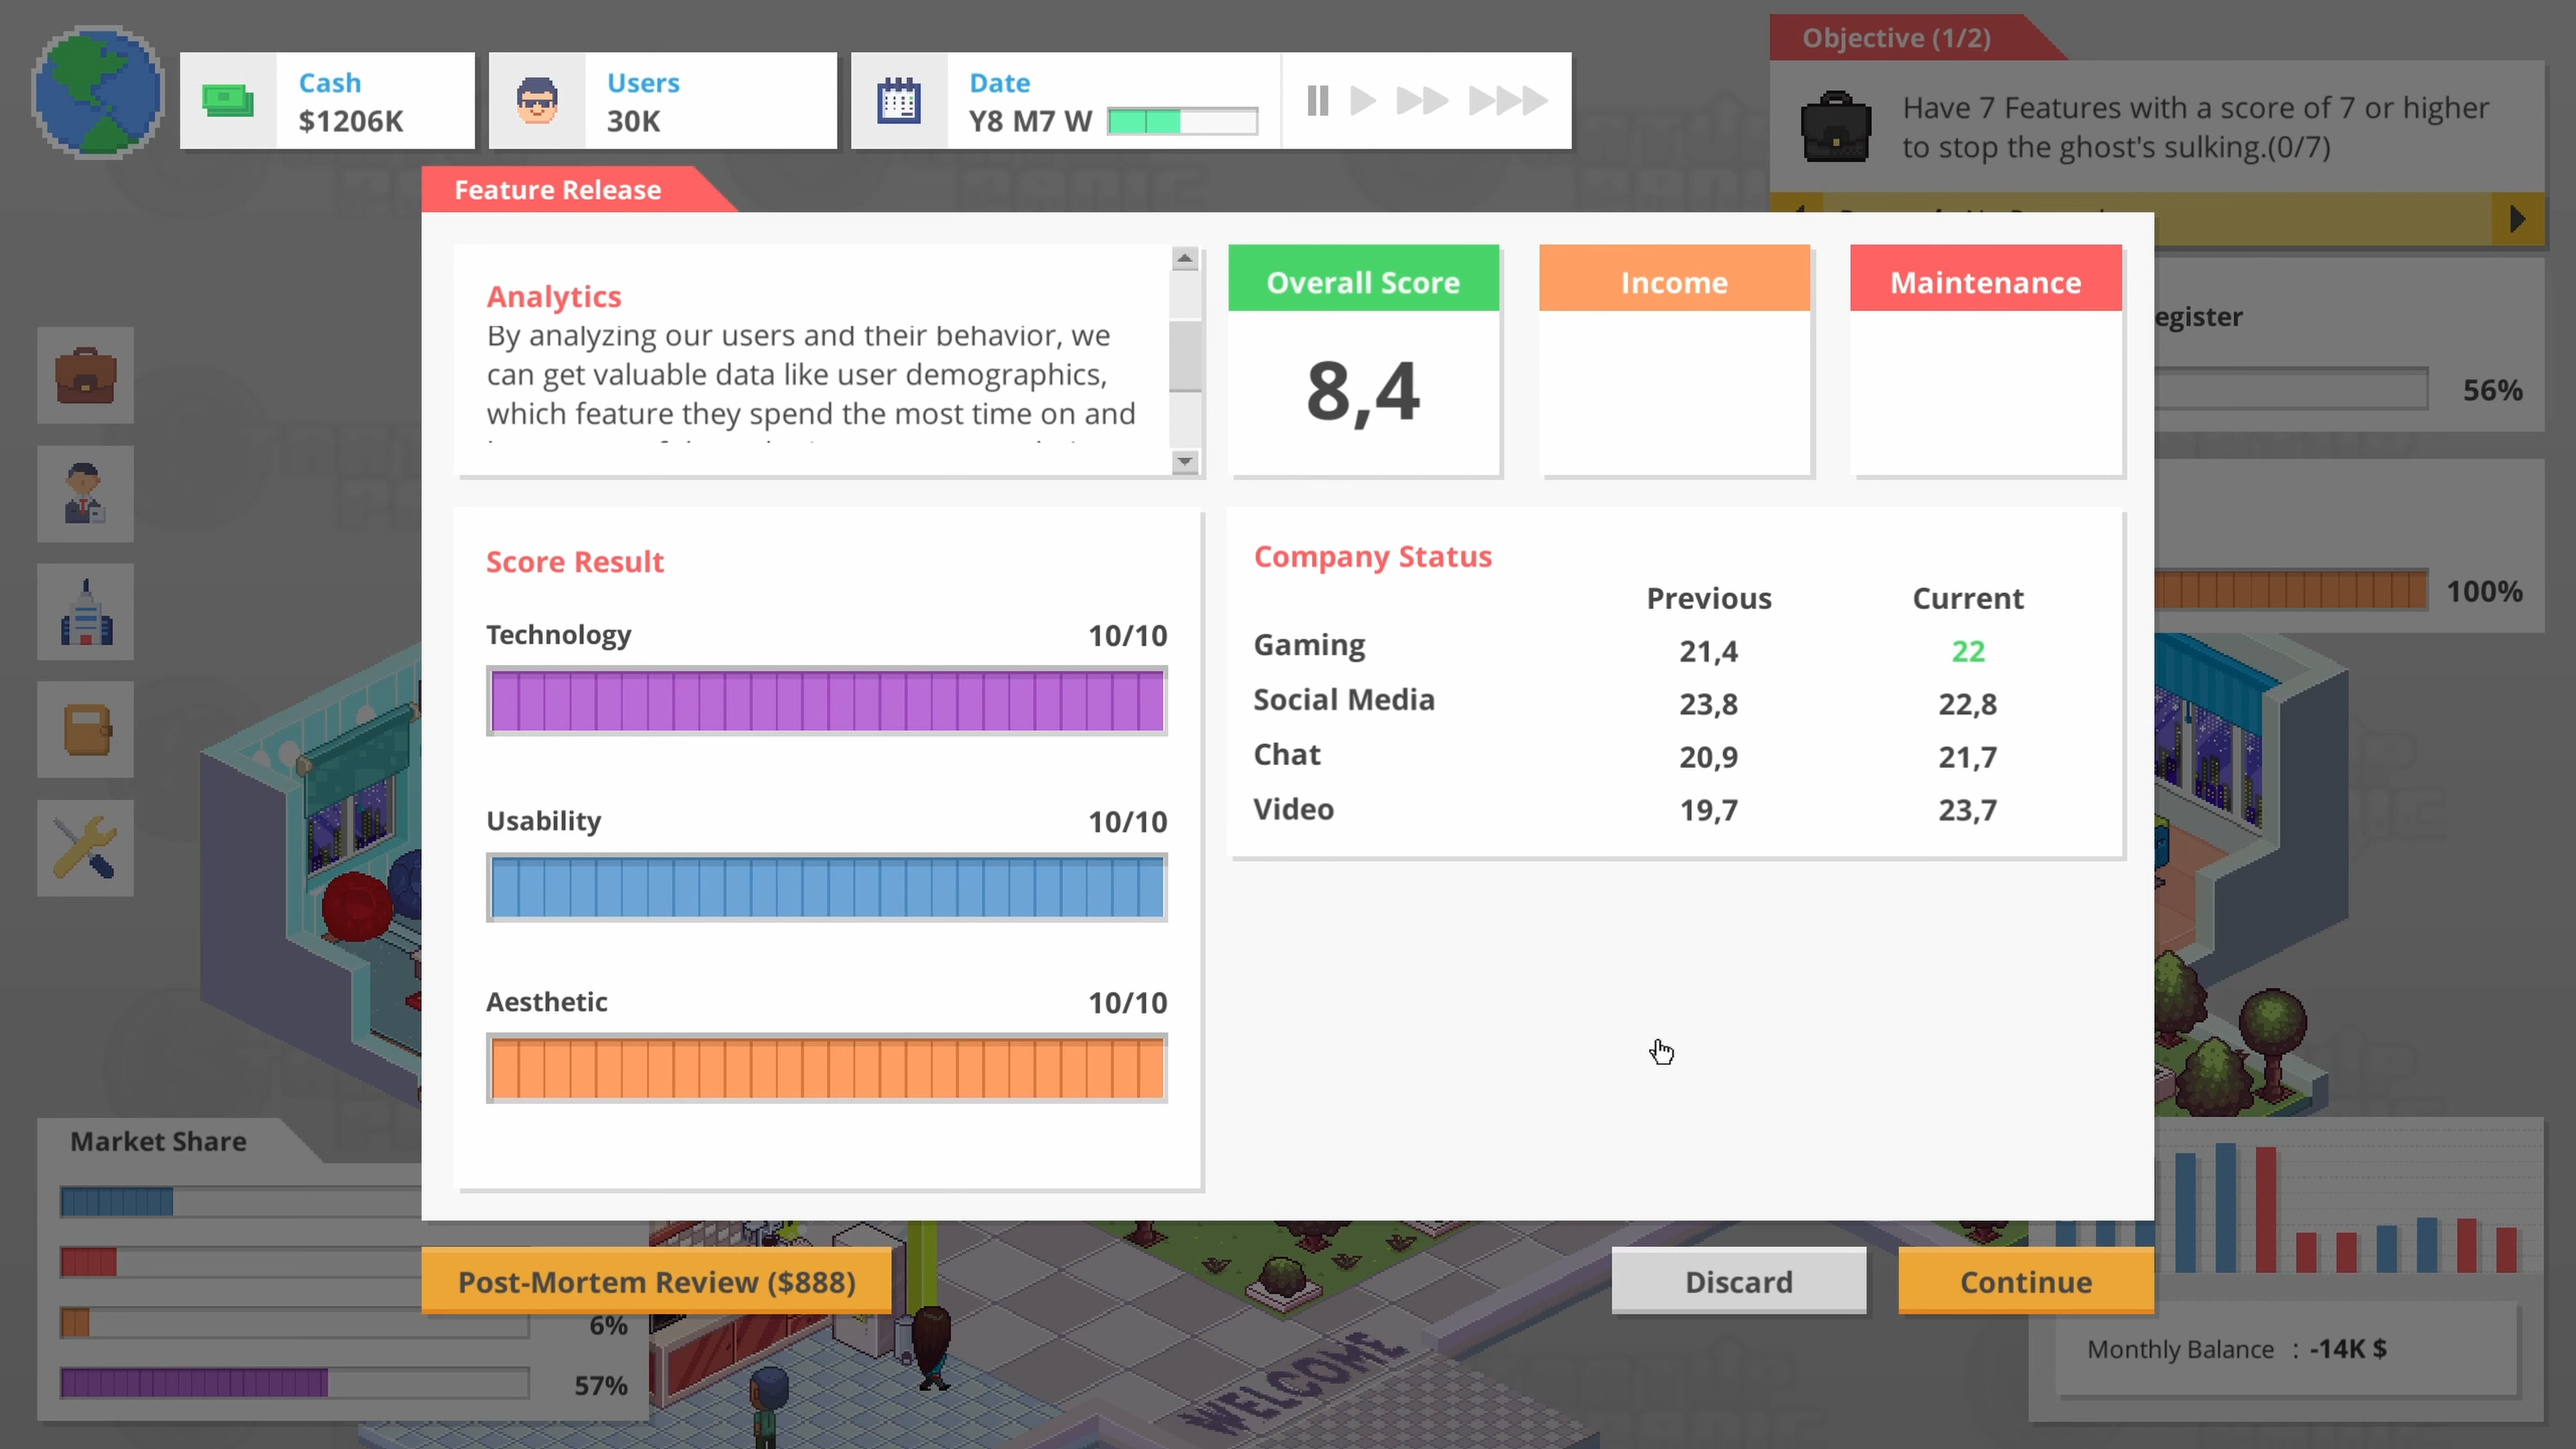 Cash
$1206K
Users
30K
Date
Y8 M7 W
Objective (1/2)
Have 7 Features with a score of 7 or higher
to stop the ghost's sulking.(0/7)
Feature Release
Analytics
By analyzing our users and their behavior, we
can get valuable data like user demographics,
which feature they spend the most time on and
Overall Score
8,4
Income
Maintenance
egister
56%
100%
Score Result
Technology 10/10
Usability 10/10
Aesthetic 10/10
Company Status
Previous Current
Gaming 21,4 22
Social Media 23,8 22,8
Chat 20,9 21,7
Video 19,7 23,7
Market Share
6%
57%
Post-Mortem Review ($888)
Discard
Continue
Monthly Balance : -14K $
WELCOME